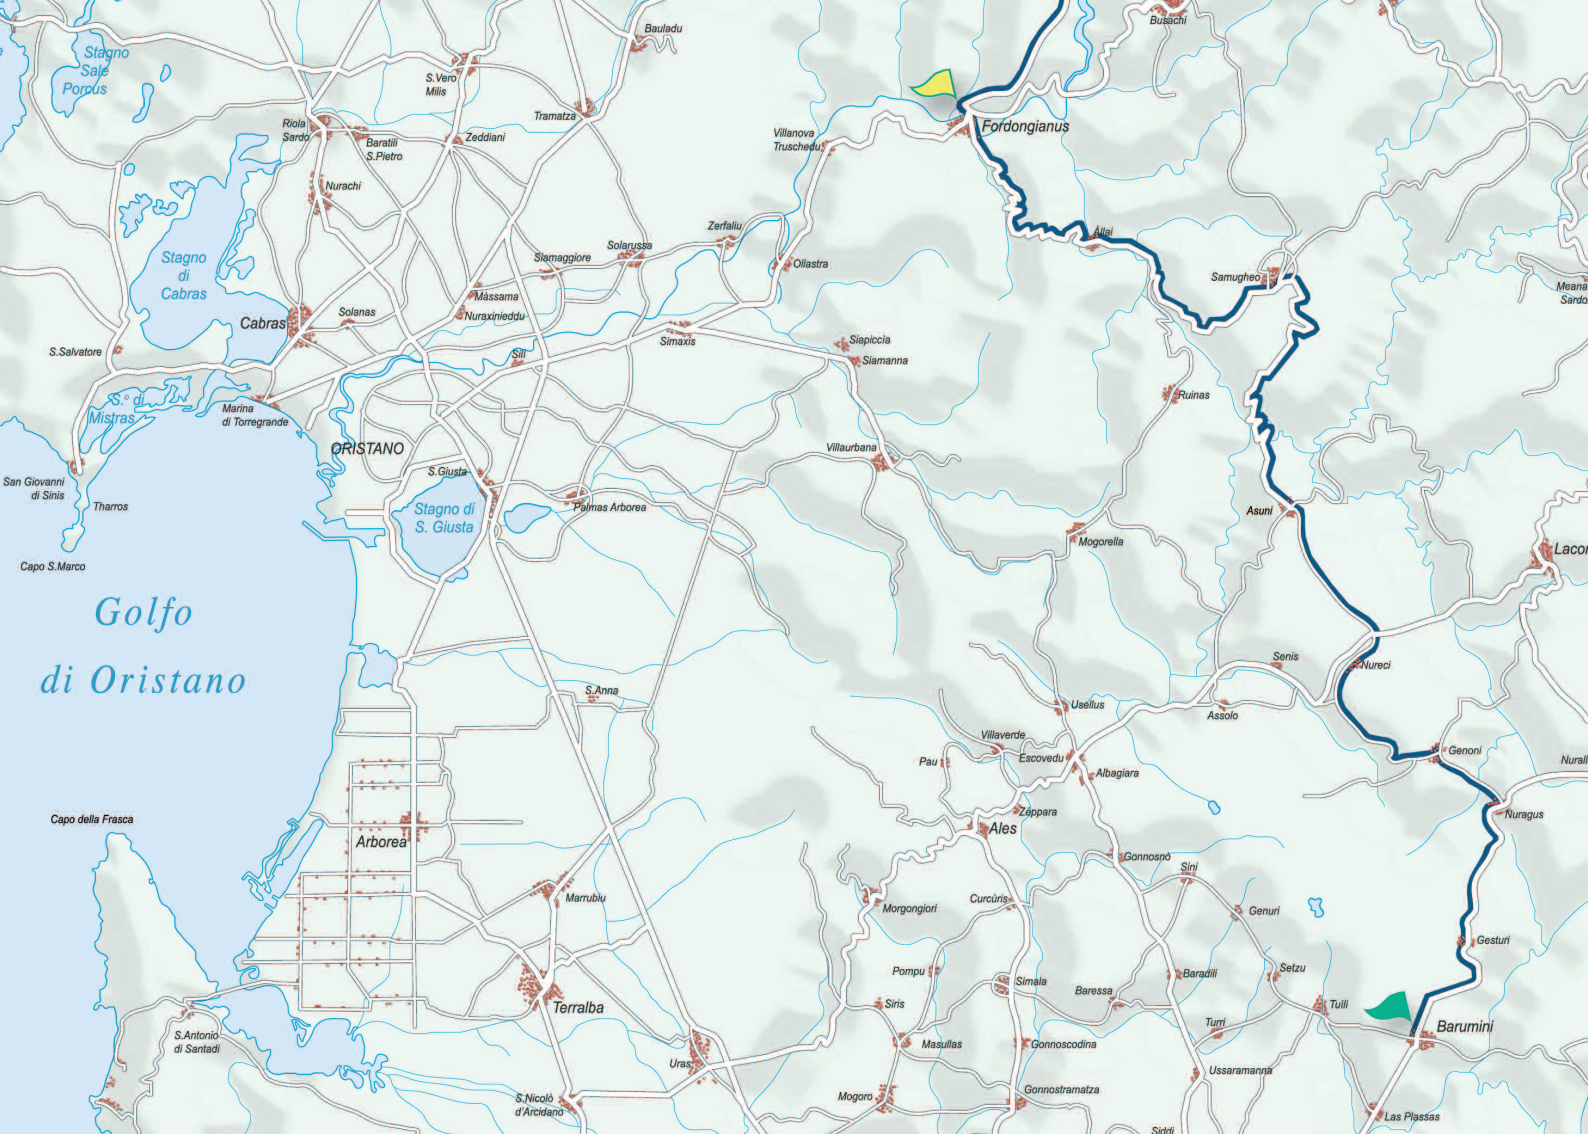 Busachi
Bauladu
Stagno
Sale
Porcus
S.Vero
Milis
Tramatza
Riola
Sardo
Baratili
S.Pietro
Zeddiani
Villanova
Truschedu
Fordongianus
Nurachi
Zerfaliu
Allai
Solarussa
Siamaggiore
Ollastra
Samugheo
Meana
Sardo
Stagno
di
Cabras
Màssama
Nuraxinieddu
Solanas
Cabras
Simaxis
Siapiccia
Siamanna
S.Salvatore
Sili
S.° di
Mistras
Marina
di Torregrande
Ruinas
ORISTANO
Villaurbana
S.Giusta
San Giovanni
di Sinis
Tharros
Stagno di
S. Giusta
Palmas Arborea
Asuni
Mogorella
Capo S.Marco
Golfo
di Oristano
Senis
Nureci
S.Anna
Usellus
Assolo
Villaverde
Pau
Escovedu
Albagiara
Genoni
Zéppara
Nuragus
Capo della Frasca
Arborea
Ales
Gonnosnò
Sini
Marrubiu
Curcùris
Morgongiori
Genuri
Gesturi
Pompu
Simala
Baradili
Setzu
Baressa
Siris
Tuili
Terralba
Turri
Barumini
S.Antonio
di Santadi
Masullas
Gonnoscodina
Uras
Ussaramanna
S.Nicolò
d'Arcidano
Mogoro
Gonnostramatza
Las Plassas
Siddi